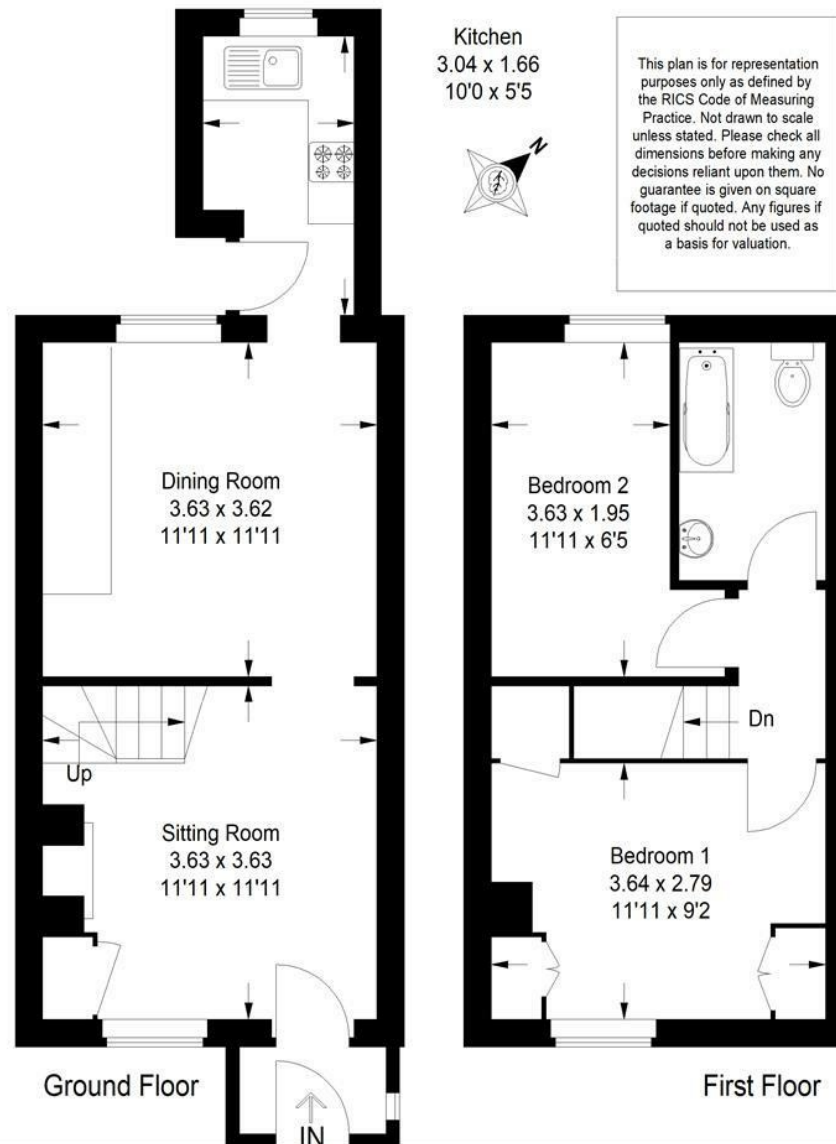 Kitchen
3.04 x 1.66
10'0 x 5'5
N
This plan is for representation
purposes only as defined by
the RICS Code of Measuring
Practice. Not drawn to scale
unless stated. Please check all
dimensions before making any
decisions reliant upon them. No
guarantee is given on square
footage if quoted. Any figures if
quoted should not be used as
a basis for valuation.
Dining Room
3.63 x 3.62
11'11 x 11'11
Bedroom 2
3.63 x 1.95
11'11 x 6'5
Up
Dn
Sitting Room
3.63 x 3.63
11'11 x 11'11
Bedroom 1
3.64 x 2.79
11'11 x 9'2
Ground Floor
First Floor
IN